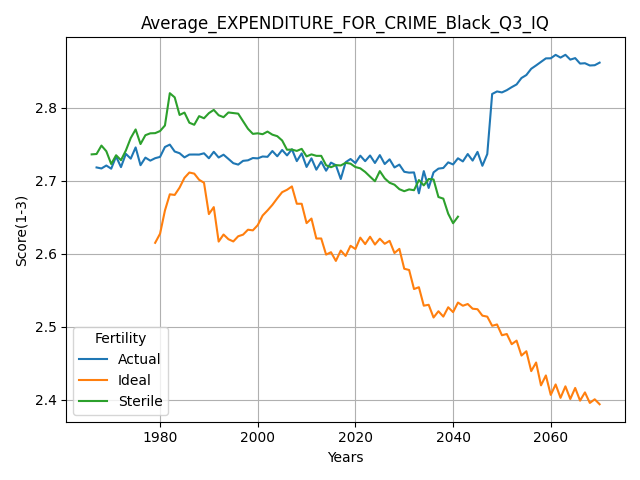 Average_EXPENDITURE_FOR_CRIME_Black_Q3_IQ
Score(1-3)
2.8
2.7
2.6
2.5
2.4
Fertility
Actual
Ideal
Sterile
1980 2000 2020 2040 2060
Years